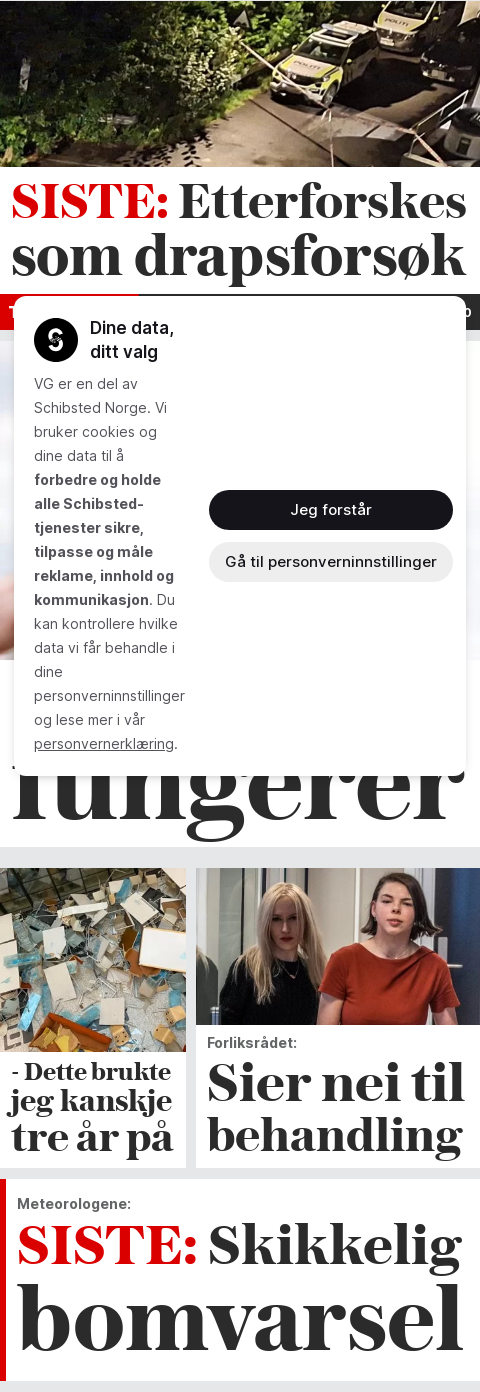 POLITI
SISTE: Etterforskes
som drapsforsøk
Dine data,
ditt valg
VG er en del av
Schibsted Norge. Vi
bruker cookies og
dine data til å
forbedre og holde
alle Schibsted-
tjenester sikre,
tilpasse og måle
reklame, innhold og
kommunikasjon. Du
kan kontrollere hvilke
data vi får behandle i
dine
personverninnstillinger
og lese mer i vår
personvernerklæring.
Jeg forstår
Gå til personverninnstillinger
fungerer
- Dette brukte
jeg kanskje
tre år på
Forliksrådet:
Sier nei til
behandling
Meteorologene:
SISTE: Skikkelig
bomvarsel